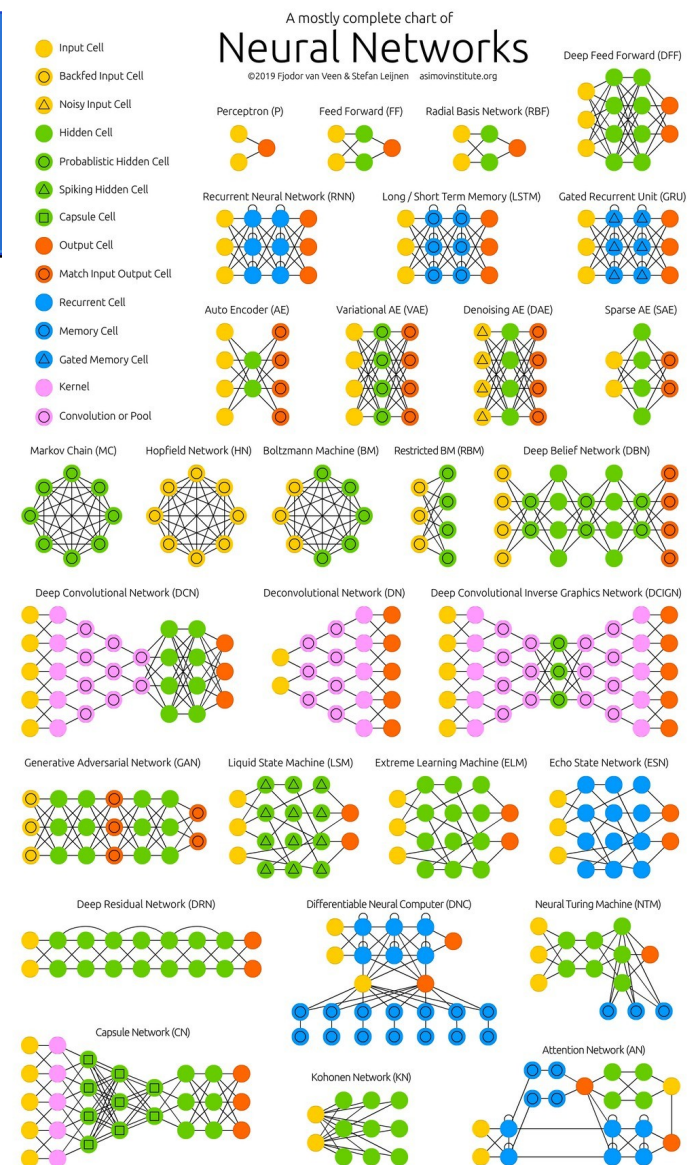 A mostly complete chart of
Neural Networks
©2019 Fjodor van Veen & Stefan Leijnen asimovinstitute.org
Input Cell
Backfed Input Cell
Noisy Input Cell
Hidden Cell
Probablistic Hidden Cell
Spiking Hidden Cell
Capsule Cell
Output Cell
Match Input Output Cell
Recurrent Cell
Memory Cell
Gated Memory Cell
Kernel
Convolution or Pool
Deep Feed Forward (DFF)
Perceptron (P)
Feed Forward (FF)
Radial Basis Network (RBF)
Recurrent Neural Network (RNN)
Long / Short Term Memory (LSTM)
Gated Recurrent Unit (GRU)
Auto Encoder (AE)
Variational AE (VAE)
Denoising AE (DAE)
Sparse AE (SAE)
Markov Chain (MC)
Hopfield Network (HN)
Boltzmann Machine (BM)
Restricted BM (RBM)
Deep Belief Network (DBN)
Deep Convolutional Network (DCN)
Deconvolutional Network (DN)
Deep Convolutional Inverse Graphics Network (DCIGN)
Generative Adversarial Network (GAN)
Liquid State Machine (LSM)
Extreme Learning Machine (ELM)
Echo State Network (ESN)
Deep Residual Network (DRN)
Differentiable Neural Computer (DNC)
Neural Turing Machine (NTM)
Capsule Network (CN)
Kohonen Network (KN)
Attention Network (AN)